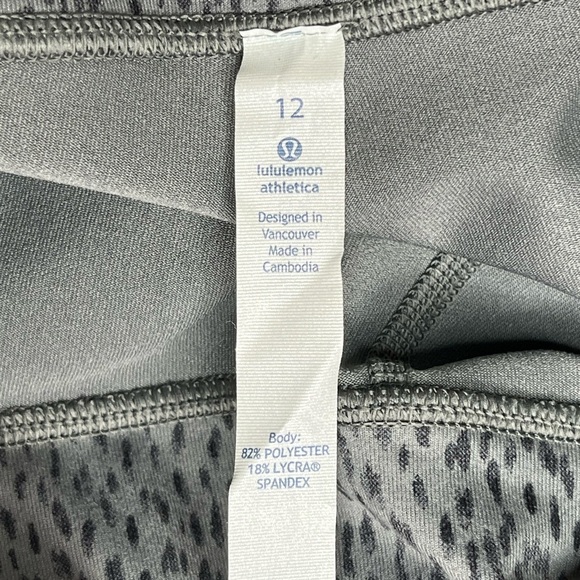 12
lululemon
athletica
Designed in
Vancouver
Made in
Cambodia
Body:
82% POLYESTER
18% LYCRA®
SPANDEX